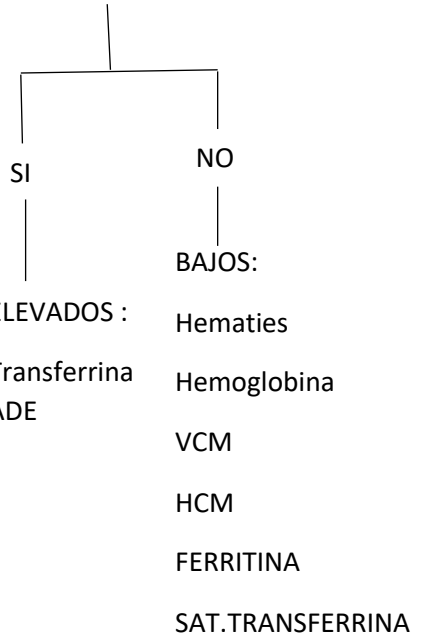 SI
NO
BAJOS:
ELEVADOS :
Hematies
Transferrina
Hemoglobina
ADE
VCM
HCM
FERRITINA
SAT.TRANSFERRINA